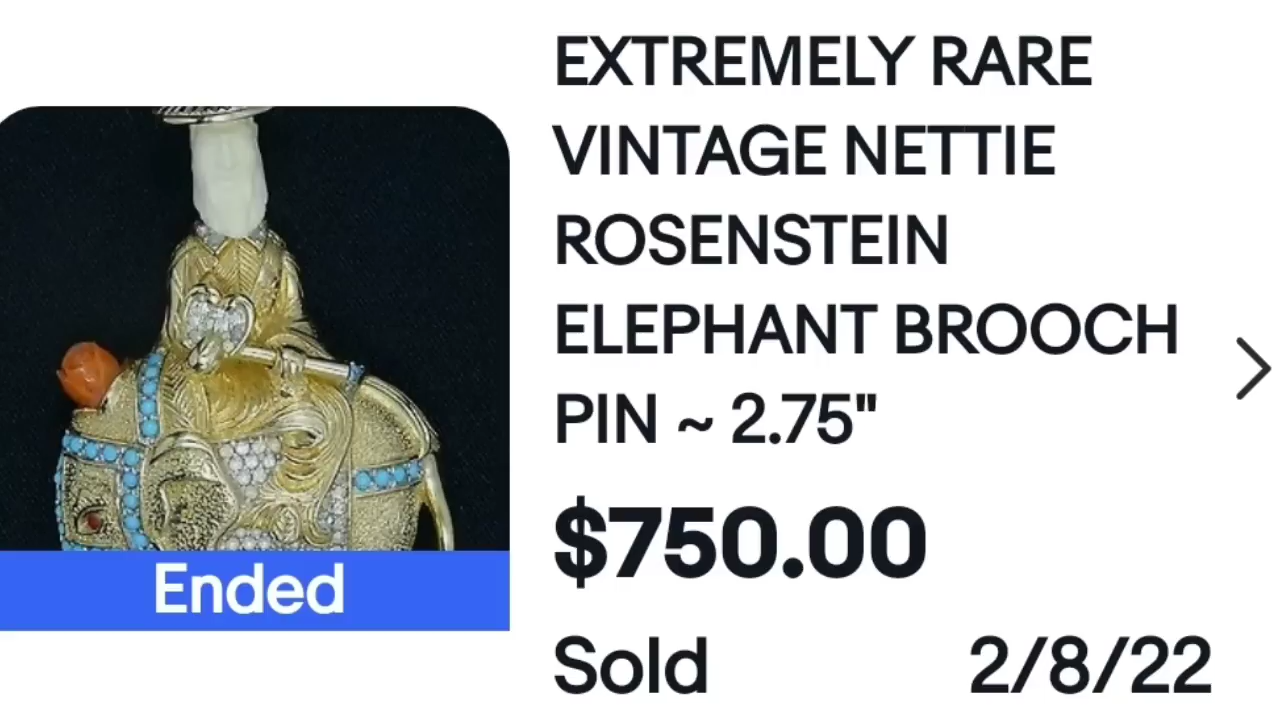 EXTREMELY RARE
VINTAGE NETTIE
ROSENSTEIN
ELEPHANT BROOCH
PIN ~ 2.75"
$750.00
Ended
Sold 2/8/22